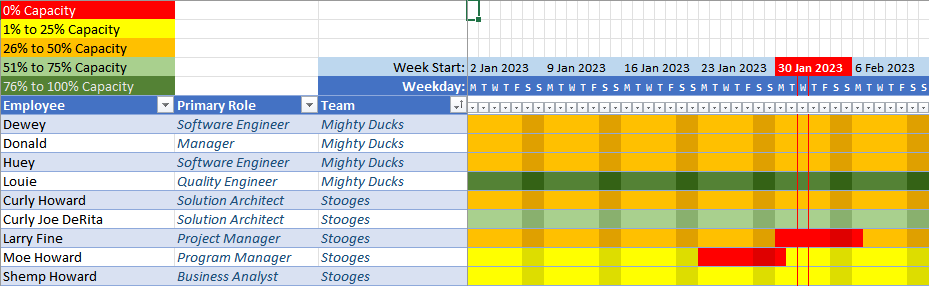 0% Capacity
1% to 25% Capacity
26% to 50% Capacity
51% to 75% Capacity Week Start: 2 Jan 2023 9 Jan 2023 16 Jan 2023 23 Jan 2023 30 Jan 2023 6 Feb 2023
76% to 100% Capacity Weekday: M T W T F S S M T W T F S S M T W T F S S M T W T F S S M T W T F S S M T W T F S S
Employee Primary Role Team
Dewey Software Engineer Mighty Ducks
Donald Manager Mighty Ducks
Huey Software Engineer Mighty Ducks
Louie Quality Engineer Mighty Ducks
Curly Howard Solution Architect Stooges
Curly Joe DeRita Solution Architect Stooges
Larry Fine Project Manager Stooges
Moe Howard Program Manager Stooges
Shemp Howard Business Analyst Stooges